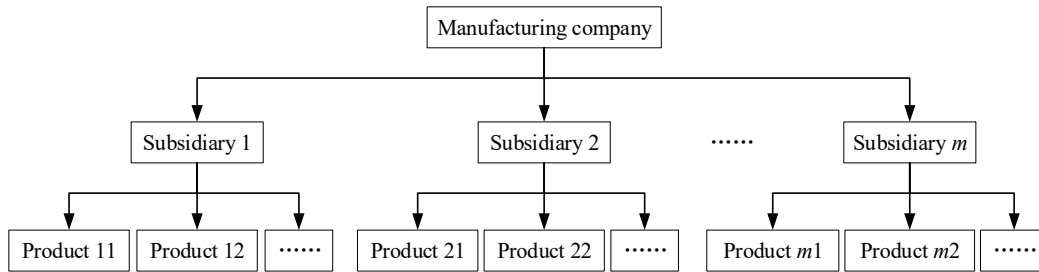 Manufacturing company
Subsidiary 1
Subsidiary 2
······
Subsidiary m
Product 11
Product 12
······
Product 21
Product 22
······
Product m1
Product m2
······